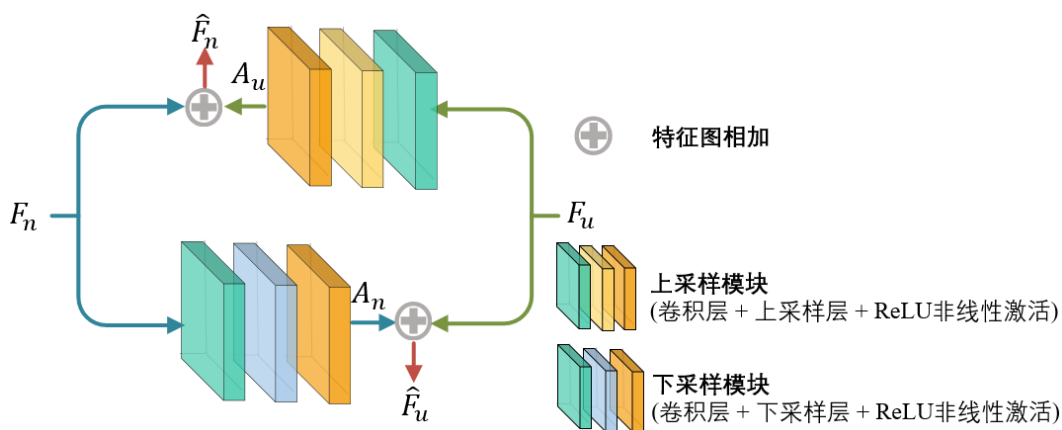 F̂ₙ
Aᵤ
特征图相加
Fₙ
Fᵤ
Aₙ
上采样模块
(卷积层 + 上采样层 + ReLU非线性激活)
F̂ᵤ
下采样模块
(卷积层 + 下采样层 + ReLU非线性激活)